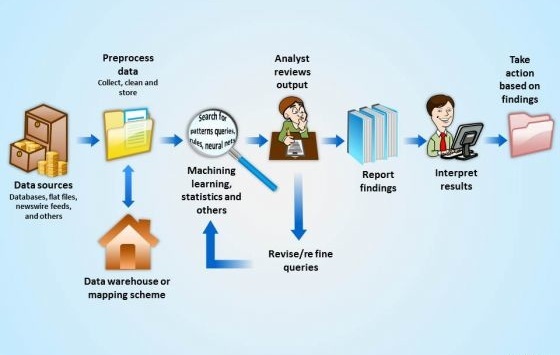 Preprocess
data
Collect, clean and
store
Data sources
Databases, flat files,
newswire feeds,
and others
Data warehouse or
mapping scheme
Search for
patterns queries,
rules, neural nets
Machining
learning,
statistics and
others
Analyst
reviews
output
Revise/re fine
queries
Report
findings
Interpret
results
Take
action
based on
findings